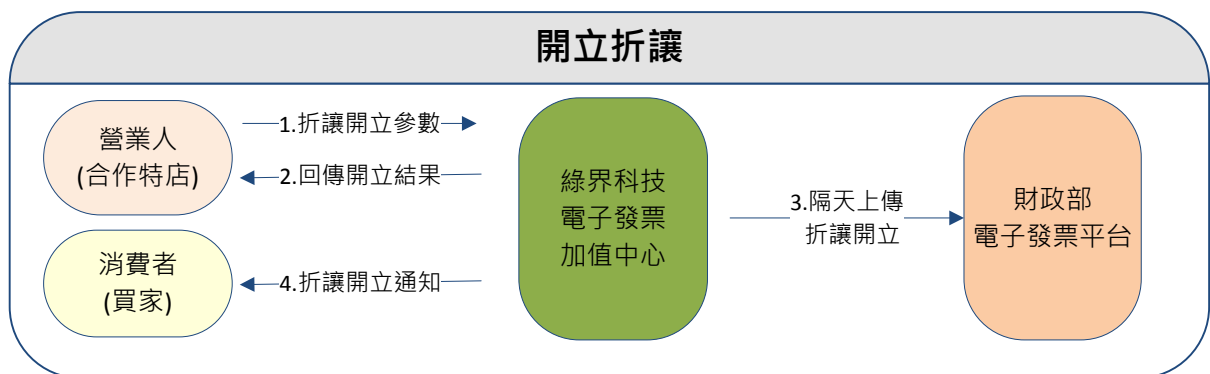 開立折讓
營業人
(合作特店)
1.折讓開立參數
2.回傳開立結果
消費者
(買家)
4.折讓開立通知
綠界科技
電子發票
加值中心
3.隔天上傳
折讓開立
財政部
電子發票平台